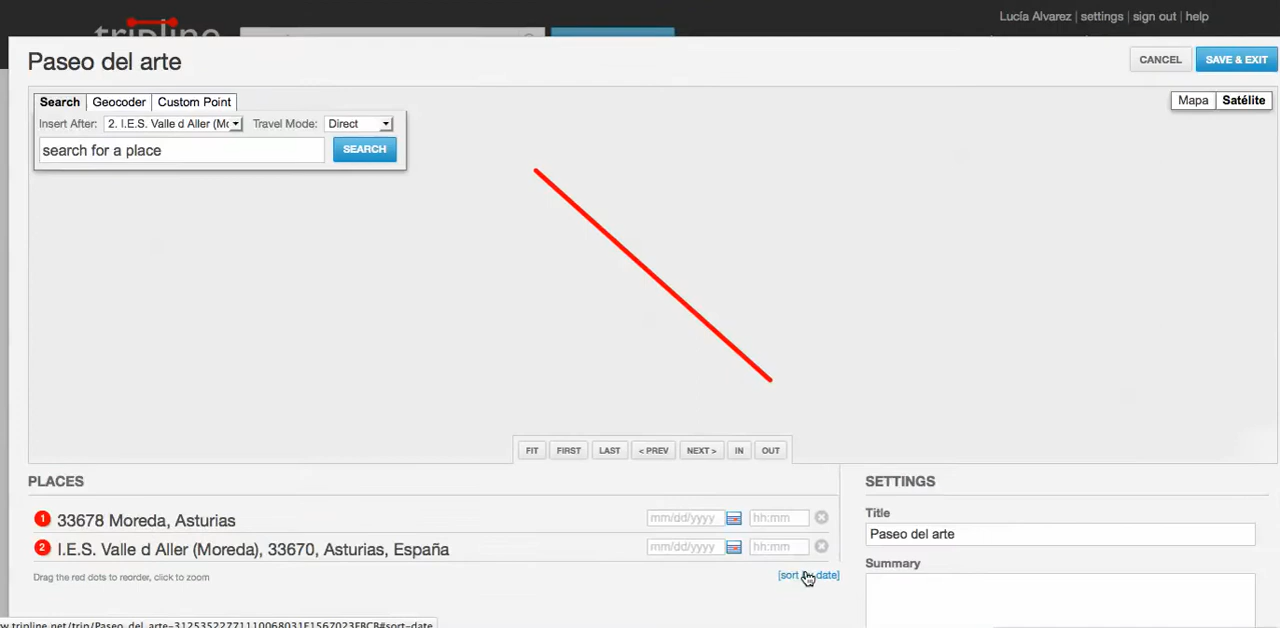 tripline
Lucía Alvarez | settings | sign out | help
Paseo del arte
CANCEL
SAVE & EXIT
Search
Geocoder
Custom Point
Mapa
Satélite
Insert After: 2. I.E.S. Valle d Aller (Mo
Travel Mode: Direct
search for a place
SEARCH
FIT
FIRST
LAST
< PREV
NEXT >
IN
OUT
PLACES
SETTINGS
1 33678 Moreda, Asturias
mm/dd/yyyy
hh:mm
2 I.E.S. Valle d Aller (Moreda), 33670, Asturias, España
mm/dd/yyyy
hh:mm
Drag the red dots to reorder, click to zoom
[sort by date]
Title
Paseo del arte
Summary